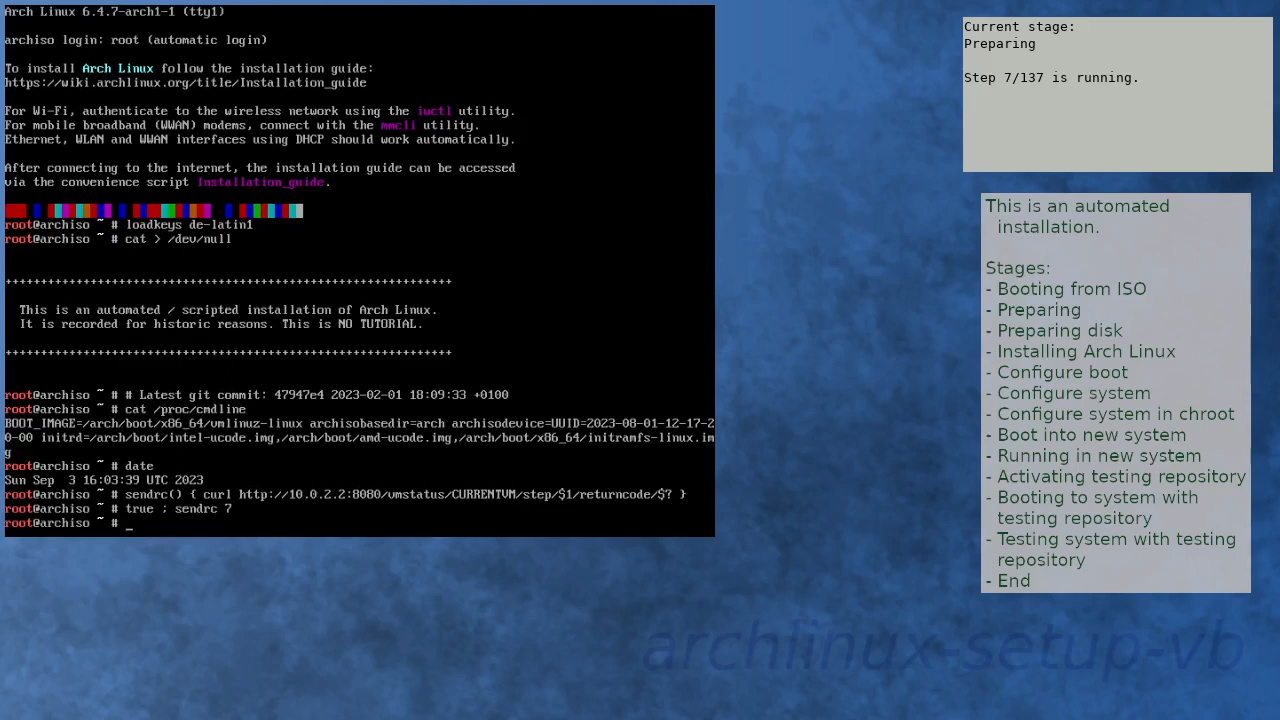 Arch Linux 6.4.7-arch1-1 (tty1)
archiso login: root (automatic login)
To install Arch Linux follow the installation guide:
https://wiki.archlinux.org/title/Installation_guide
For Wi-Fi, authenticate to the wireless network using the iwctl utility.
For mobile broadband (WWAN) modems, connect with the mmcli utility.
Ethernet, WLAN and WWAN interfaces using DHCP should work automatically.
After connecting to the internet, the installation guide can be accessed
via the convenience script Installation_guide.
root@archiso ~ # loadkeys de-latin1
root@archiso ~ # cat > /dev/null
++++++++++++++++++++++++++++++++++++++++++++++++++++++++++++++
This is an automated / scripted installation of Arch Linux.
It is recorded for historic reasons. This is NO TUTORIAL.
++++++++++++++++++++++++++++++++++++++++++++++++++++++++++++++
root@archiso ~ # # Latest git commit: 47947e4 2023-02-01 18:09:33 +0100
root@archiso ~ # cat /proc/cmdline
BOOT_IMAGE=/arch/boot/x86_64/vmlinuz-linux archisobasedir=arch archisodevice=UUID=2023-08-01-12-17-2
0-00 initrd=/arch/boot/intel-ucode.img,/arch/boot/amd-ucode.img,/arch/boot/x86_64/initramfs-linux.im
g
root@archiso ~ # date
Sun Sep  3 16:03:39 UTC 2023
root@archiso ~ # sendrc() { curl http://10.0.2.2:8080/vmstatus/CURRENTVM/step/$1/returncode/$? }
root@archiso ~ # true ; sendrc 7
root@archiso ~ # _
Current stage:
Preparing
Step 7/137 is running.
This is an automated
installation.
Stages:
- Booting from ISO
- Preparing
- Preparing disk
- Installing Arch Linux
- Configure boot
- Configure system
- Configure system in chroot
- Boot into new system
- Running in new system
- Activating testing repository
- Booting to system with
testing repository
- Testing system with testing
repository
- End
archlinux-setup-vb